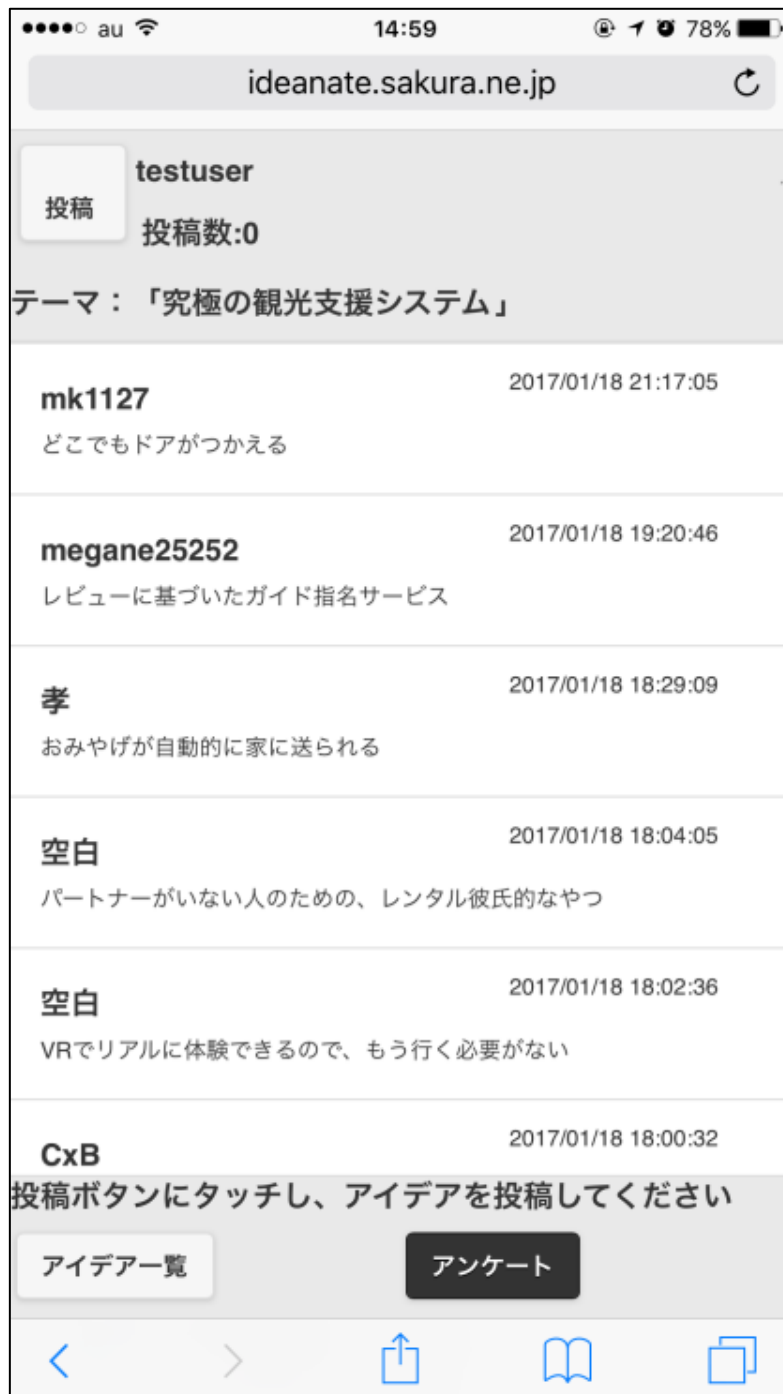 au 14:59 78%
ideanate.sakura.ne.jp
testuser
投稿
投稿数:0
テーマ：「究極の観光支援システム」
2017/01/18 21:17:05
mk1127
どこでもドアがつかえる
2017/01/18 19:20:46
megane25252
レビューに基づいたガイド指名サービス
2017/01/18 18:29:09
孝
おみやげが自動的に家に送られる
2017/01/18 18:04:05
空白
パートナーがいない人のための、レンタル彼氏的なやつ
2017/01/18 18:02:36
空白
VRでリアルに体験できるので、もう行く必要がない
2017/01/18 18:00:32
CxB
投稿ボタンにタッチし、アイデアを投稿してください
アイデア一覧 アンケート